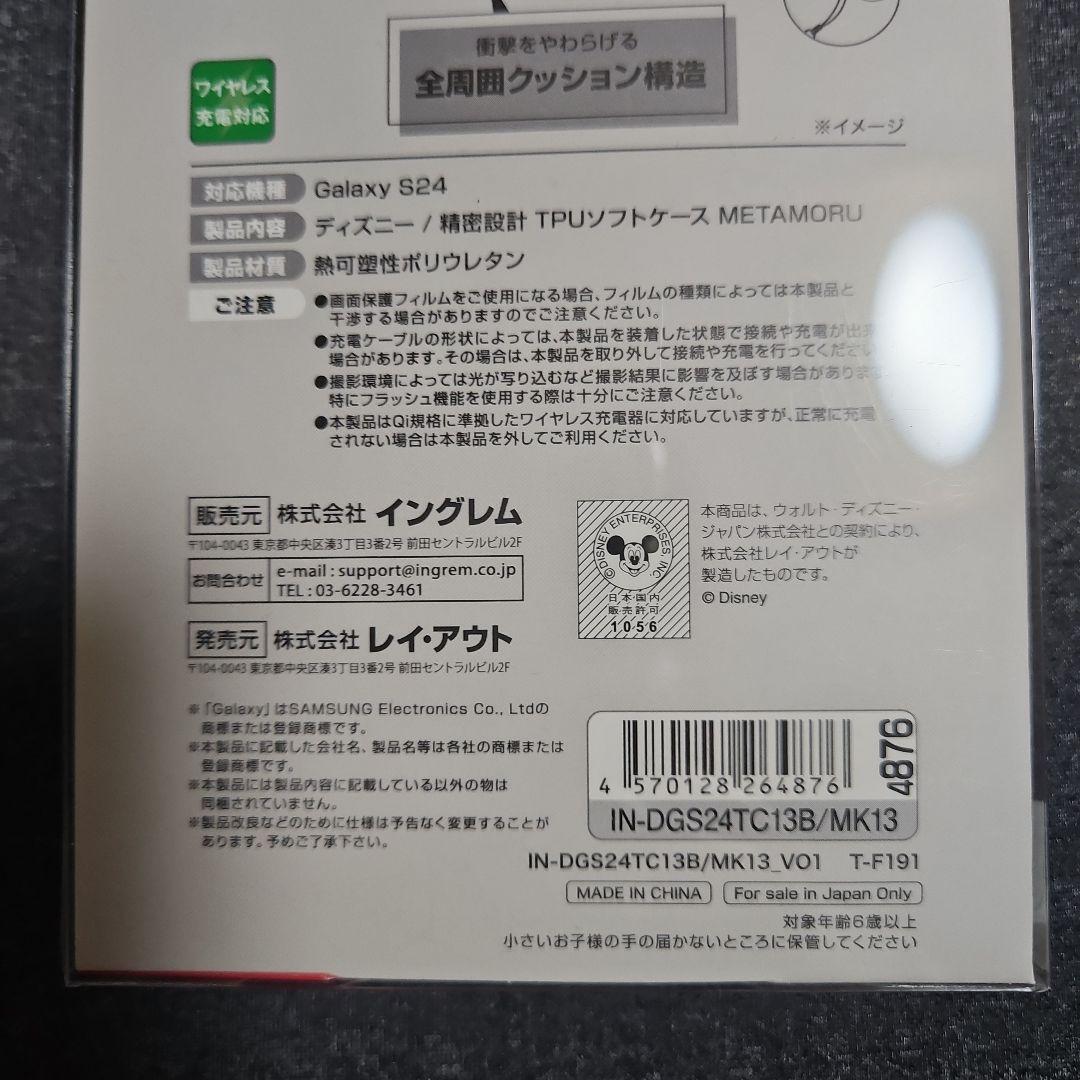 衝撃をやわらげる
全周囲クッション構造
ワイヤレス
充電対応
※イメージ
対応機種 Galaxy S24
製品内容 ディズニー / 精密設計 TPUソフトケース METAMORU
製品材質 熱可塑性ポリウレタン
ご注意
●画面保護フィルムをご使用になる場合、フィルムの種類によっては本製品と
干渉する場合がありますのでご注意ください。
●充電ケーブルの形状によっては、本製品を装着した状態で接続や充電が出来
場合があります。その場合は、本製品を取り外して接続や充電を行ってください
●撮影環境によっては光が写り込むなど撮影結果に影響を及ぼす場合があります
特にフラッシュ機能を使用する際は十分にご注意ください。
●本製品はQi規格に準拠したワイヤレス充電器に対応していますが、正常に充電
されない場合は本製品を外してご利用ください。
販売元 株式会社 イングレム
〒104-0043 東京都中央区湊3丁目3番2号 前田セントラルビル2F
お問合わせ
e-mail : support@ingrem.co.jp
TEL : 03-6228-3461
発売元 株式会社 レイ・アウト
〒104-0043 東京都中央区湊3丁目3番2号 前田セントラルビル2F
©DISNEY ENTERPRISES, INC.
日本国内
販売許可
1056
本商品は、ウォルト・ディズニー・
ジャパン株式会社との契約により、
株式会社レイ・アウトが
製造したものです。
© Disney
※「Galaxy」はSAMSUNG Electronics Co., Ltdの
商標または登録商標です。
※本製品に記載した会社名、製品名等は各社の商標または
登録商標です。
※本製品には製品内容に記載している以外の物は
同梱されていません。
※製品改良などのために仕様は予告なく変更することが
あります。予めご了承下さい。
4 570128 264876
4876
IN-DGS24TC13B/MK13
IN-DGS24TC13B/MK13_V01 T-F191
MADE IN CHINA
For sale in Japan Only
対象年齢6歳以上
小さいお子様の手の届かないところに保管してください